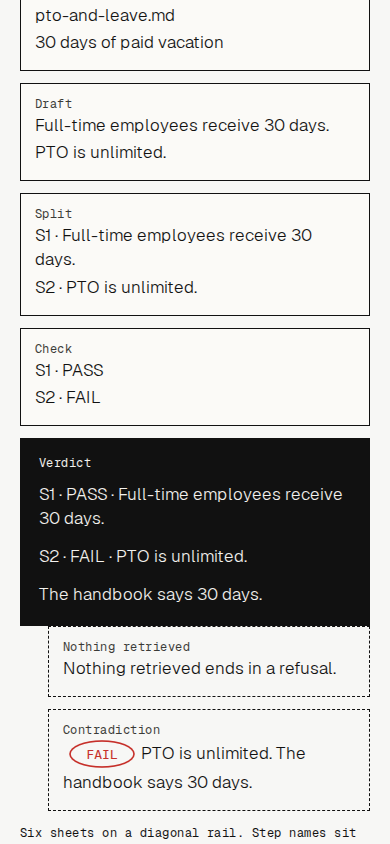 pto-and-leave.md
30 days of paid vacation
Draft
Full-time employees receive 30 days.
PTO is unlimited.
Split
S1 · Full-time employees receive 30
days.
S2 · PTO is unlimited.
Check
S1 · PASS
S2 · FAIL
Verdict
S1 · PASS · Full-time employees receive
30 days.
S2 · FAIL · PTO is unlimited.
The handbook says 30 days.
Nothing retrieved
Nothing retrieved ends in a refusal.
Contradiction
FAIL PTO is unlimited. The
handbook says 30 days.
Six sheets on a diagonal rail. Step names sit